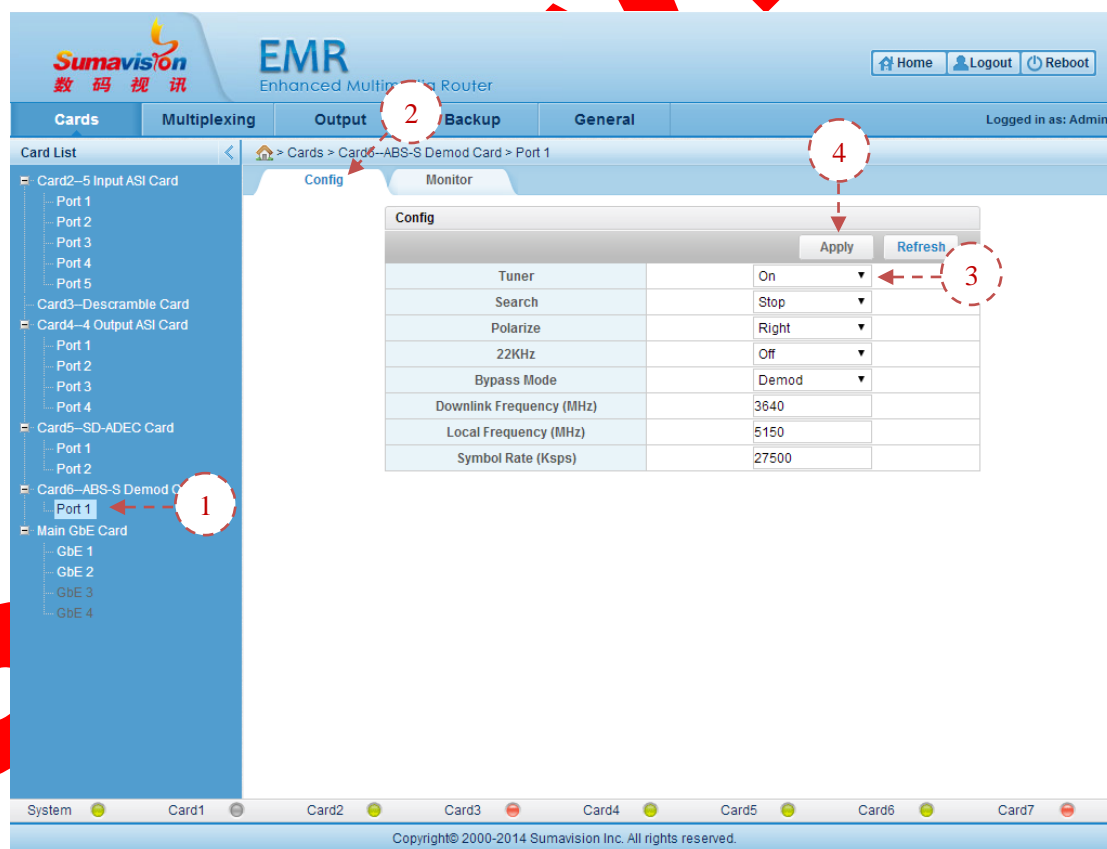 Sumavision
数码视讯
EMR
Enhanced Multimedia Router
Home Logout Reboot
Cards Multiplexing Output Backup General Logged in as: Admin
2
Card List < > Cards > Card6--ABS-S Demod Card > Port 1
4
Config Monitor
Card2--5 Input ASI Card
Port 1
Port 2
Port 3
Port 4
Port 5
Card3--Descramble Card
Card4--4 Output ASI Card
Port 1
Port 2
Port 3
Port 4
Card5--SD-ADEC Card
Port 1
Port 2
Card6--ABS-S Demod
Port 1
1
Main GbE Card
GbE 1
GbE 2
GbE 3
GbE 4
Config
Apply Refresh
Tuner On
3
Search Stop
Polarize Right
22KHz Off
Bypass Mode Demod
Downlink Frequency (MHz) 3640
Local Frequency (MHz) 5150
Symbol Rate (Ksps) 27500
System Card1 Card2 Card3 Card4 Card5 Card6 Card7
Copyright© 2000-2014 Sumavision Inc. All rights reserved.